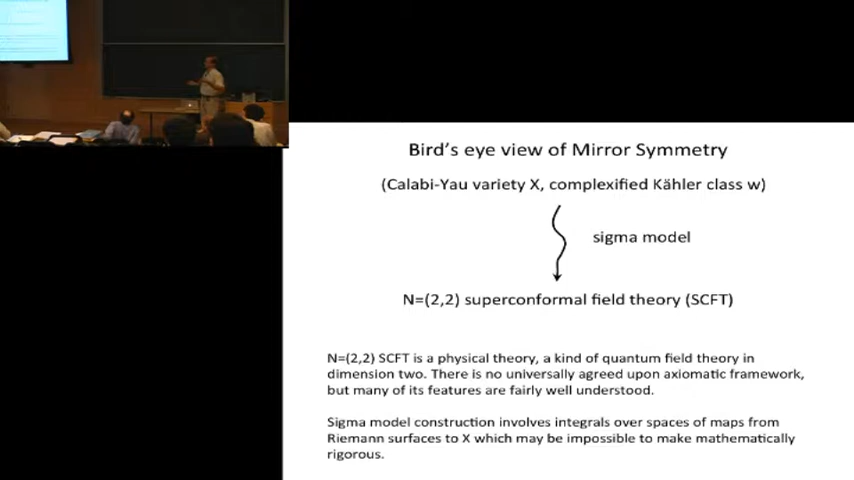 Bird's eye view of Mirror Symmetry
(Calabi-Yau variety X, complexified Kähler class w)
sigma model
N=(2,2) superconformal field theory (SCFT)
N=(2,2) SCFT is a physical theory, a kind of quantum field theory in
dimension two. There is no universally agreed upon axiomatic framework,
but many of its features are fairly well understood.
Sigma model construction involves integrals over spaces of maps from
Riemann surfaces to X which may be impossible to make mathematically
rigorous.